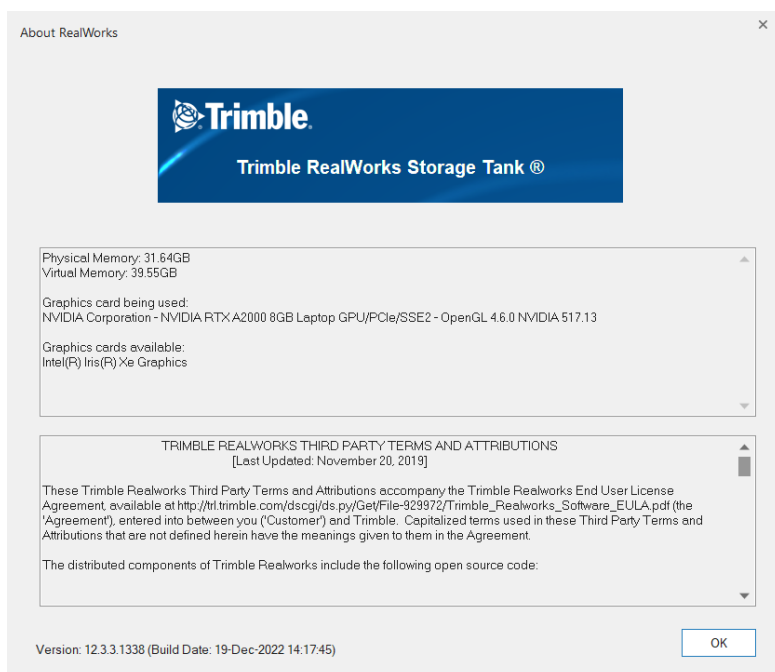 About RealWorks
Trimble.
Trimble RealWorks Storage Tank ®
Physical Memory: 31.64GB
Virtual Memory: 39.55GB
Graphics card being used:
NVIDIA Corporation - NVIDIA RTX A2000 8GB Laptop GPU/PCIe/SSE2 - OpenGL 4.6.0 NVIDIA 517.13
Graphics cards available:
Intel(R) Iris(R) Xe Graphics
TRIMBLE REALWORKS THIRD PARTY TERMS AND ATTRIBUTIONS
[Last Updated: November 20, 2019]
These Trimble Realworks Third Party Terms and Attributions accompany the Trimble Realworks End User License
Agreement, available at http://trl.trimble.com/dscgi/ds.py/Get/File-929972/Trimble_Realworks_Software_EULA.pdf (the
'Agreement'), entered into between you ('Customer') and Trimble.  Capitalized terms used in these Third Party Terms and
Attributions that are not defined herein have the meanings given to them in the Agreement.
The distributed components of Trimble Realworks include the following open source code:
Version: 12.3.3.1338 (Build Date: 19-Dec-2022 14:17:45)
OK